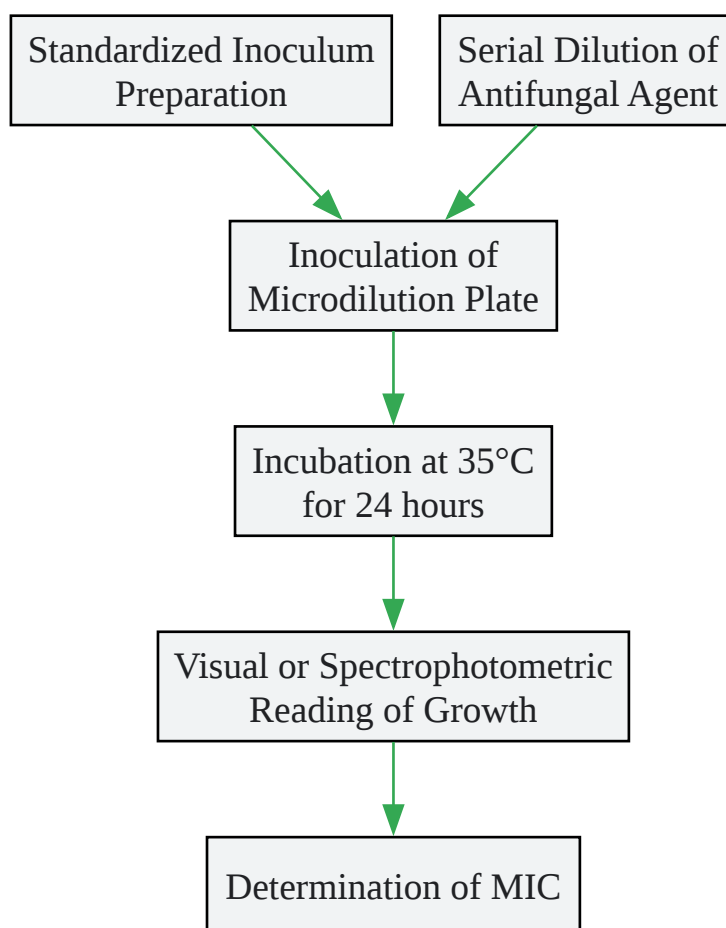 Standardized Inoculum
Preparation
Serial Dilution of
Antifungal Agent
Inoculation of
Microdilution Plate
Incubation at 35°C
for 24 hours
Visual or Spectrophotometric
Reading of Growth
Determination of MIC